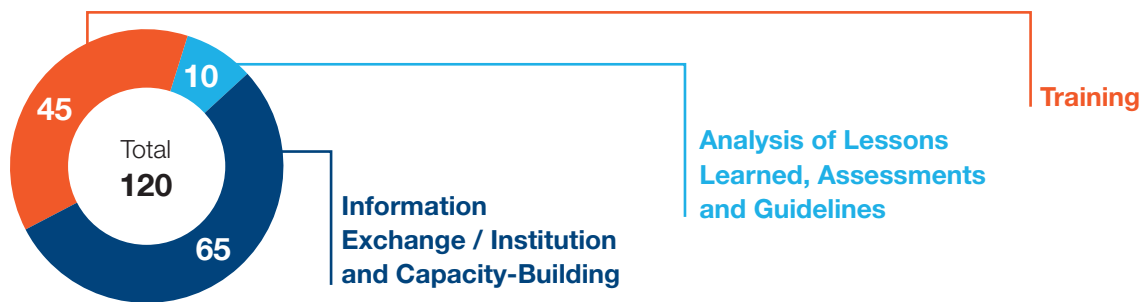 45
10
Total
120
65
Training
Analysis of Lessons
Learned, Assessments
and Guidelines
Information
Exchange / Institution
and Capacity-Building